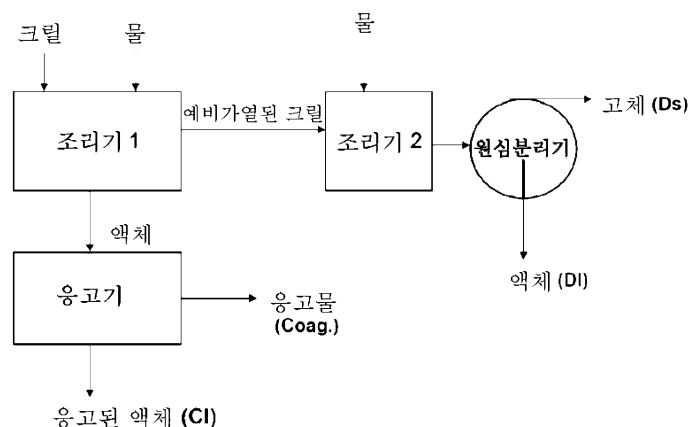 크릴
물
물
조리기 1
예비가열된 크릴
조리기 2
원심분리기
고체 (Ds)
액체
액체 (Dl)
응고기
응고물
(Coag.)
응고된 액체 (Cl)